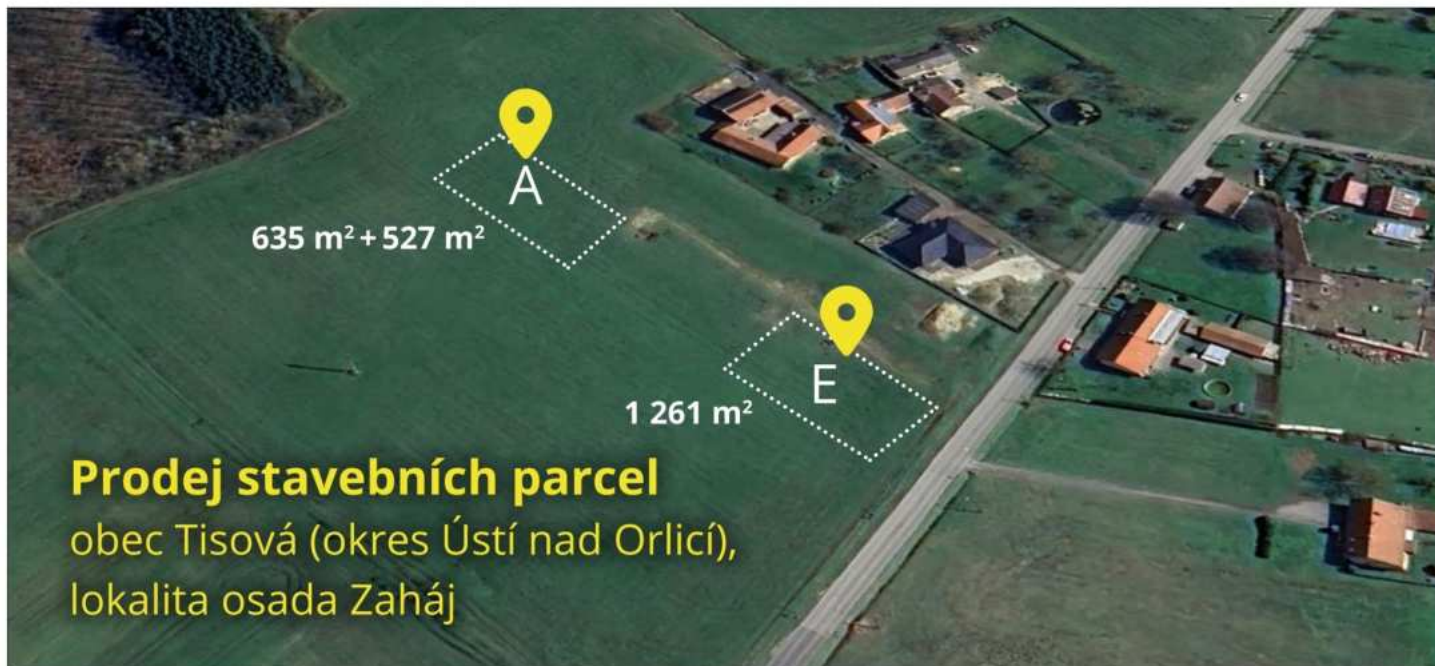 A
635 m² + 527 m²
E
1 261 m²
Prodej stavebních parcel
obec Tisová (okres Ústí nad Orlicí),
lokalita osada Zaháj